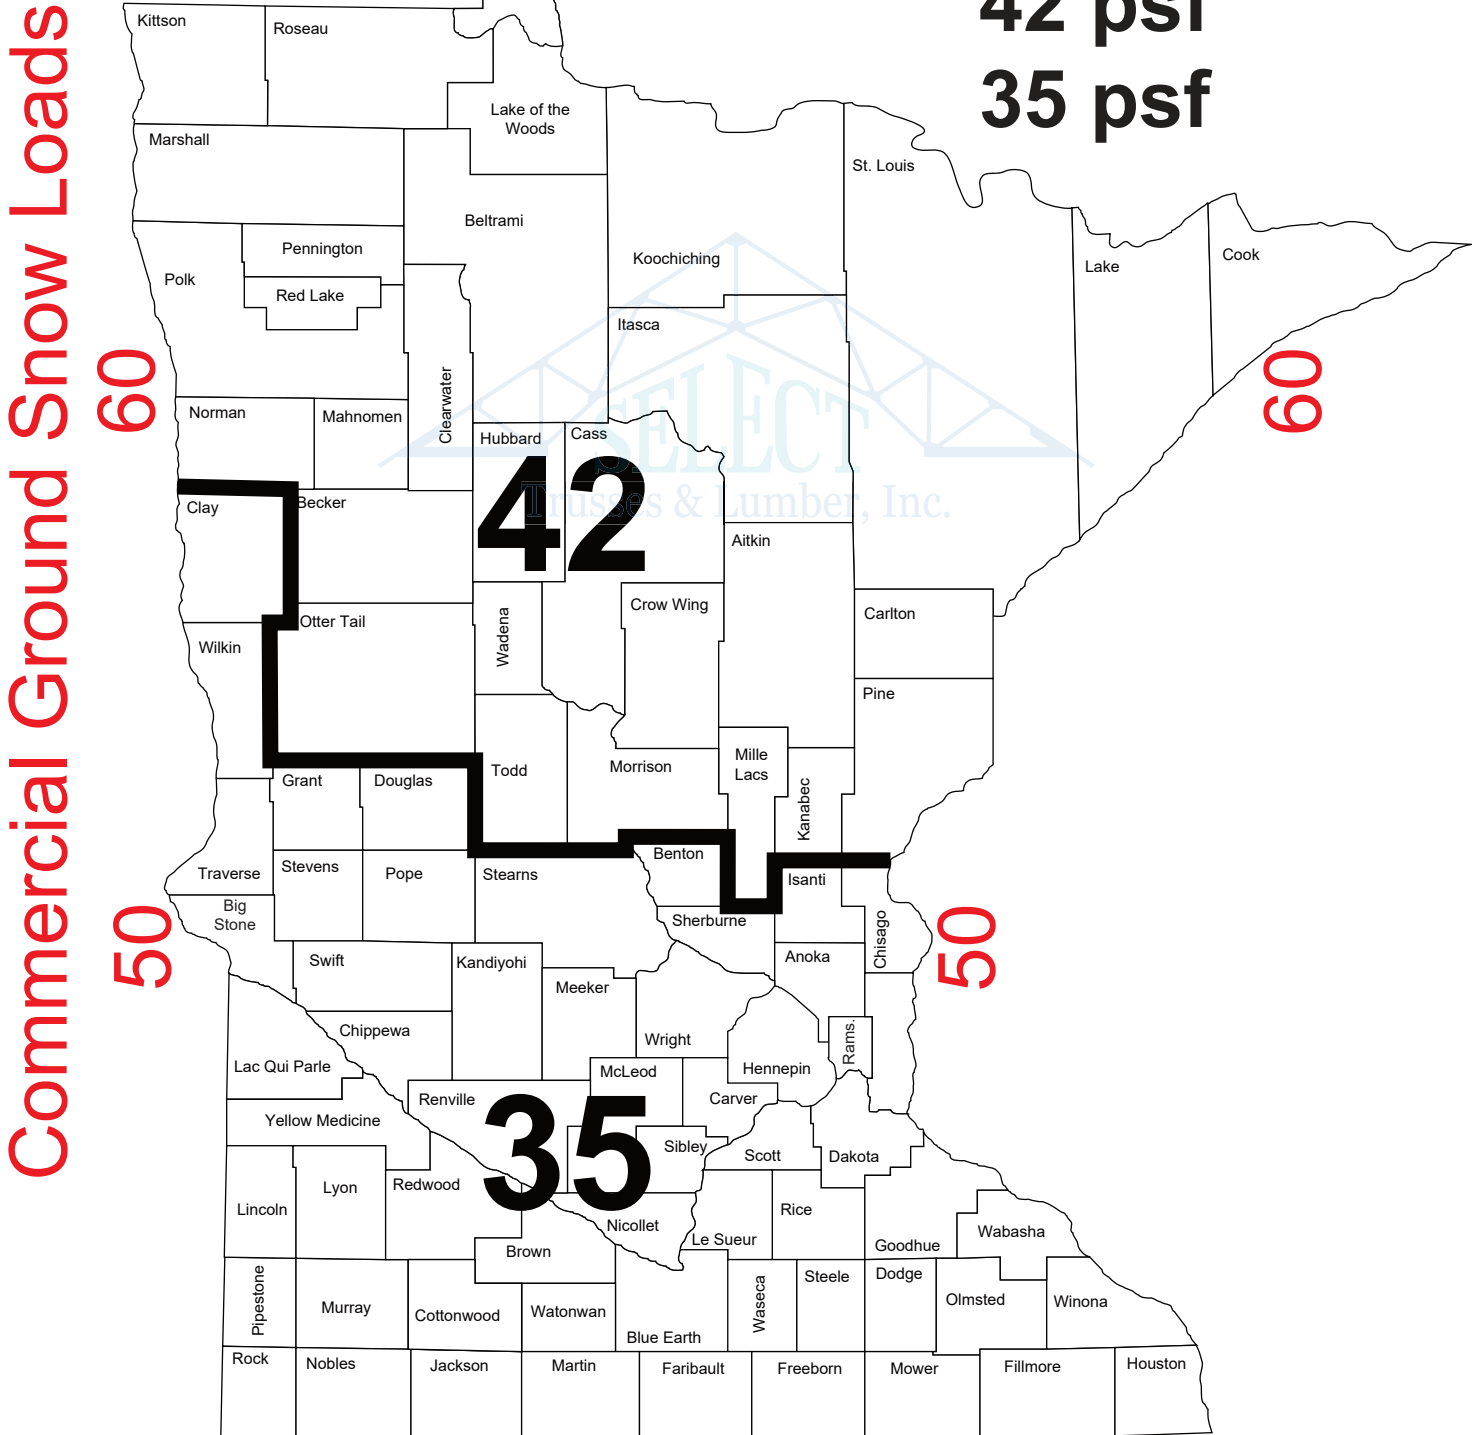 42 psf
35 psf
Commercial Ground Snow Loads
Kittson
Roseau
Lake of the
Woods
Marshall
St. Louis
Beltrami
Pennington
Koochiching
Polk
Lake
Cook
Red Lake
Itasca
60
60
Clearwater
Norman
Mahnomen
Hubbard
Cass
SELECT
Trusses & Lumber, Inc.
42
Clay
Becker
Aitkin
Crow Wing
Carlton
Otter Tail
Wadena
Wilkin
Pine
Mille
Lacs
Todd
Morrison
Grant
Douglas
Kanabec
Benton
Traverse
Stevens
Pope
Stearns
Isanti
Big
Stone
Sherburne
Chisago
50
50
Swift
Kandiyohi
Anoka
Meeker
Chippewa
Wright
Rams.
Lac Qui Parle
McLeod
Hennepin
Renville
Carver
35
Yellow Medicine
Sibley
Scott
Dakota
Lyon
Redwood
Lincoln
Rice
Nicollet
Wabasha
Le Sueur
Goodhue
Brown
Steele
Dodge
Pipestone
Murray
Cottonwood
Watonwan
Waseca
Olmsted
Winona
Blue Earth
Rock
Nobles
Jackson
Martin
Faribault
Freeborn
Mower
Fillmore
Houston